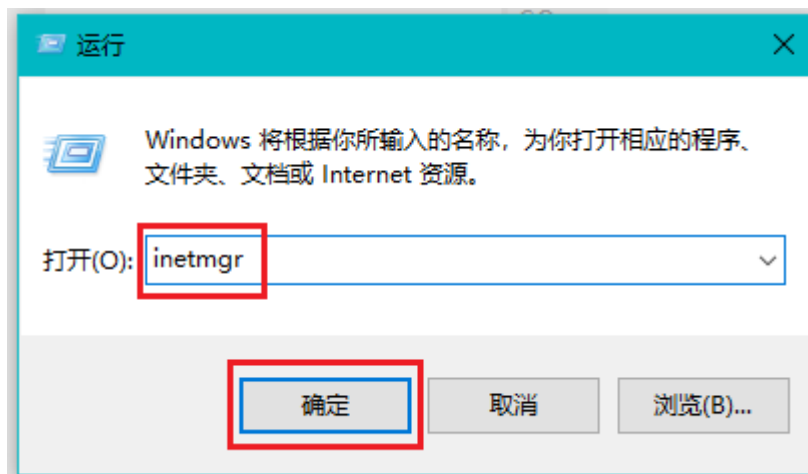 运行
Windows 将根据你所输入的名称，为你打开相应的程序、
文件夹、文档或 Internet 资源。
打开(O): inetmgr
确定 取消 浏览(B)...